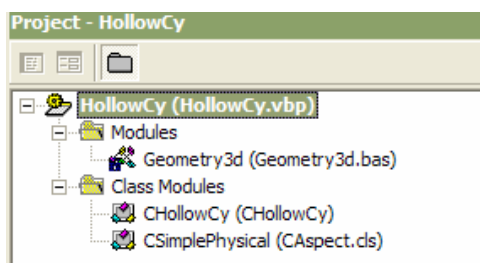 Project - HollowCy
HollowCy (HollowCy.vbp)
Modules
Geometry3d (Geometry3d.bas)
Class Modules
CHollowCy (CHollowCy)
CSimplePhysical (CAspect.cls)